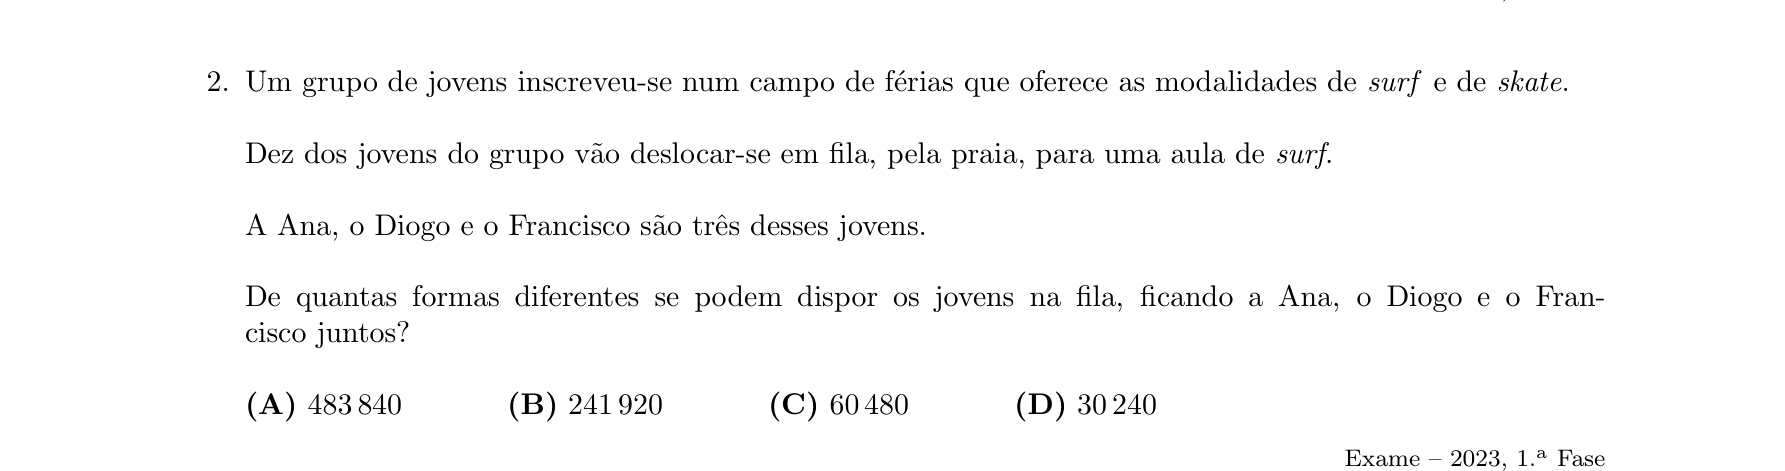 2. Um grupo de jovens inscreveu-se num campo de férias que oferece as modalidades de surf e de skate.
Dez dos jovens do grupo vão deslocar-se em fila, pela praia, para uma aula de surf.
A Ana, o Diogo e o Francisco são três desses jovens.
De quantas formas diferentes se podem dispor os jovens na fila, ficando a Ana, o Diogo e o Fran-
cisco juntos?
(A) 483 840 (B) 241 920 (C) 60 480 (D) 30 240
Exame – 2023, 1.ª Fase